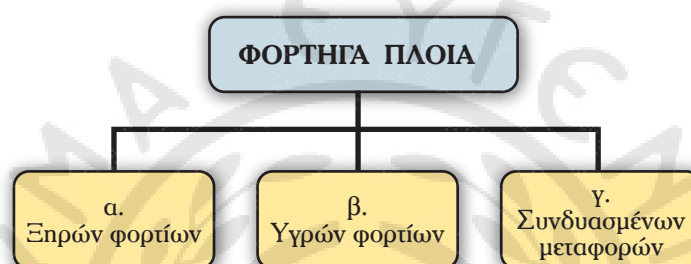 ΦΟΡΤΗΓΑ ΠΛΟΙΑ
α.
Ξηρών φορτίων
β.
Υγρών φορτίων
γ.
Συνδυασμένων
μεταφορών